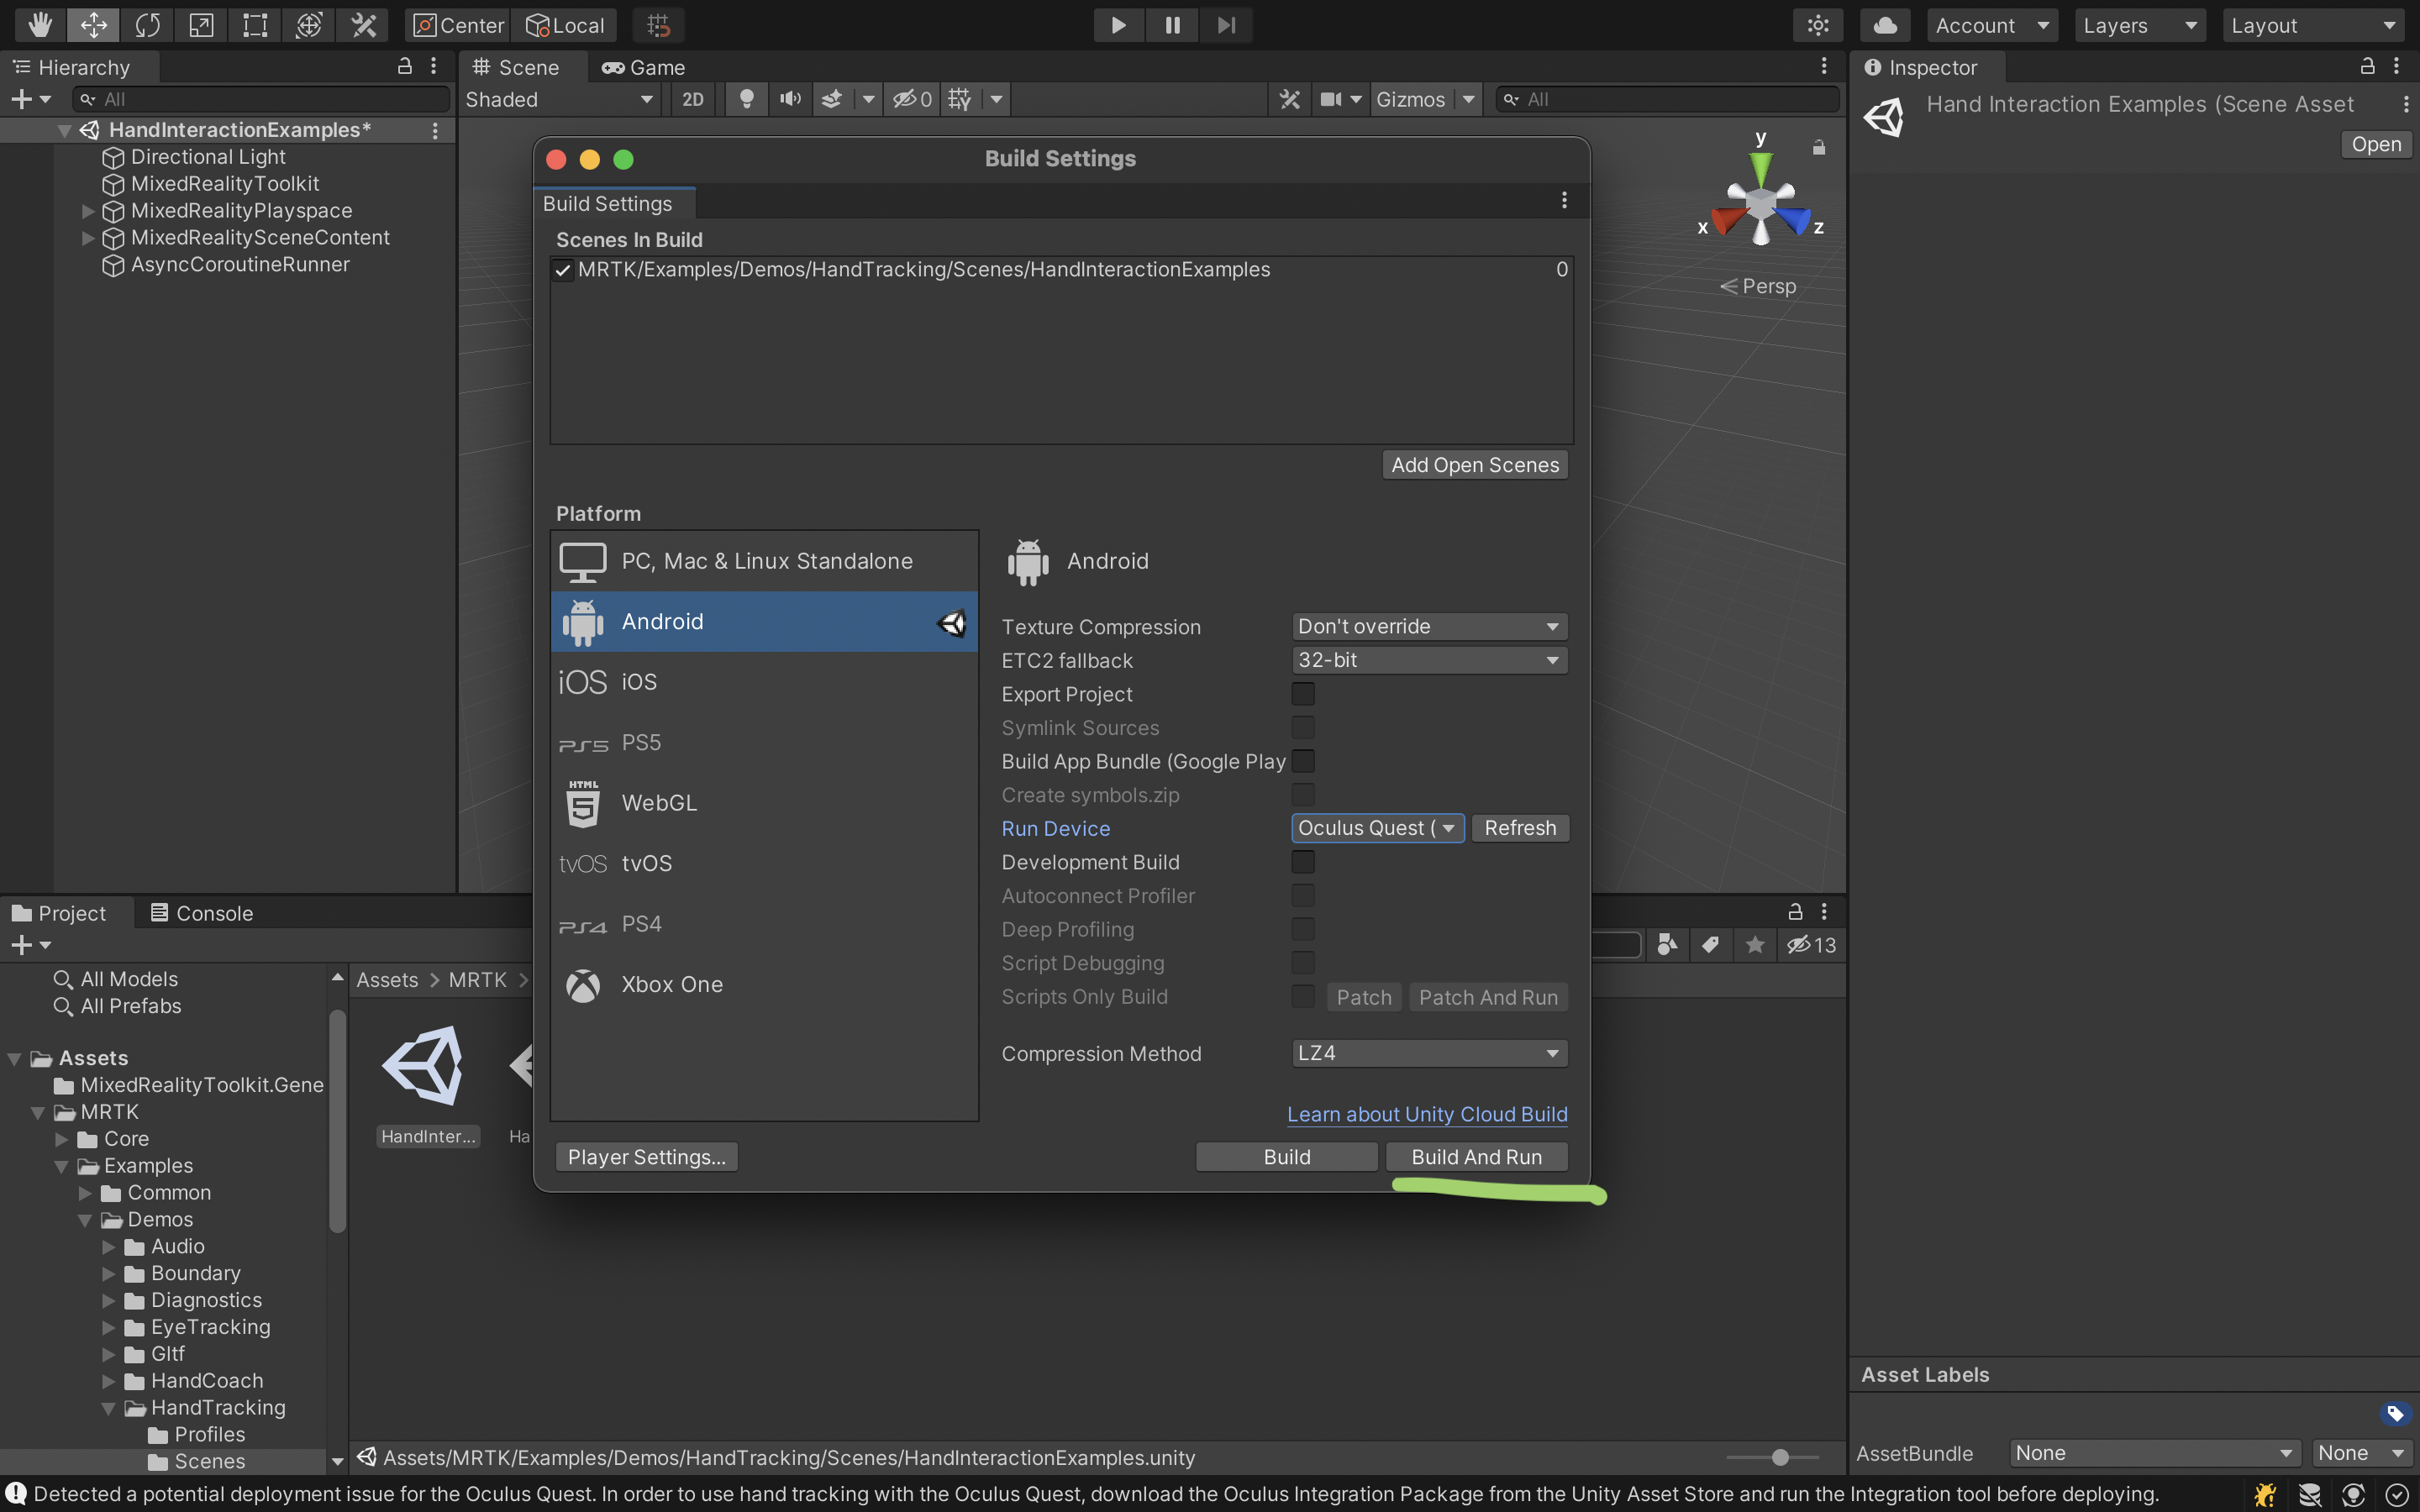 Center Local
Account Layers Layout
Hierarchy
All
HandInteractionExamples*
Directional Light
MixedRealityToolkit
MixedRealityPlayspace
MixedRealitySceneContent
AsyncCoroutineRunner
Scene Game
Shaded 2D 0 Gizmos All
y
x z
Persp
Inspector
Hand Interaction Examples (Scene Asset
Open
Build Settings
Build Settings
Scenes In Build
MRTK/Examples/Demos/HandTracking/Scenes/HandInteractionExamples 0
Add Open Scenes
Platform
PC, Mac & Linux Standalone
Android
iOS iOS
PS5 PS5
HTML 5 WebGL
tvOS tvOS
PS4 PS4
Xbox One
Android
Texture Compression Don't override
ETC2 fallback 32-bit
Export Project
Symlink Sources
Build App Bundle (Google Play
Create symbols.zip
Run Device Oculus Quest ( Refresh
Development Build
Autoconnect Profiler
Deep Profiling
Script Debugging
Scripts Only Build Patch Patch And Run
Compression Method LZ4
Learn about Unity Cloud Build
Player Settings... Build Build And Run
Project Console
13
All Models
All Prefabs
Assets
MixedRealityToolkit.Gene
MRTK
Core
Examples
Common
Demos
Audio
Boundary
Diagnostics
EyeTracking
Gltf
HandCoach
HandTracking
Profiles
Scenes
Assets > MRTK >
HandInter... Ha
Assets/MRTK/Examples/Demos/HandTracking/Scenes/HandInteractionExamples.unity
Asset Labels
AssetBundle None None
Detected a potential deployment issue for the Oculus Quest. In order to use hand tracking with the Oculus Quest, download the Oculus Integration Package from the Unity Asset Store and run the Integration tool before deploying.